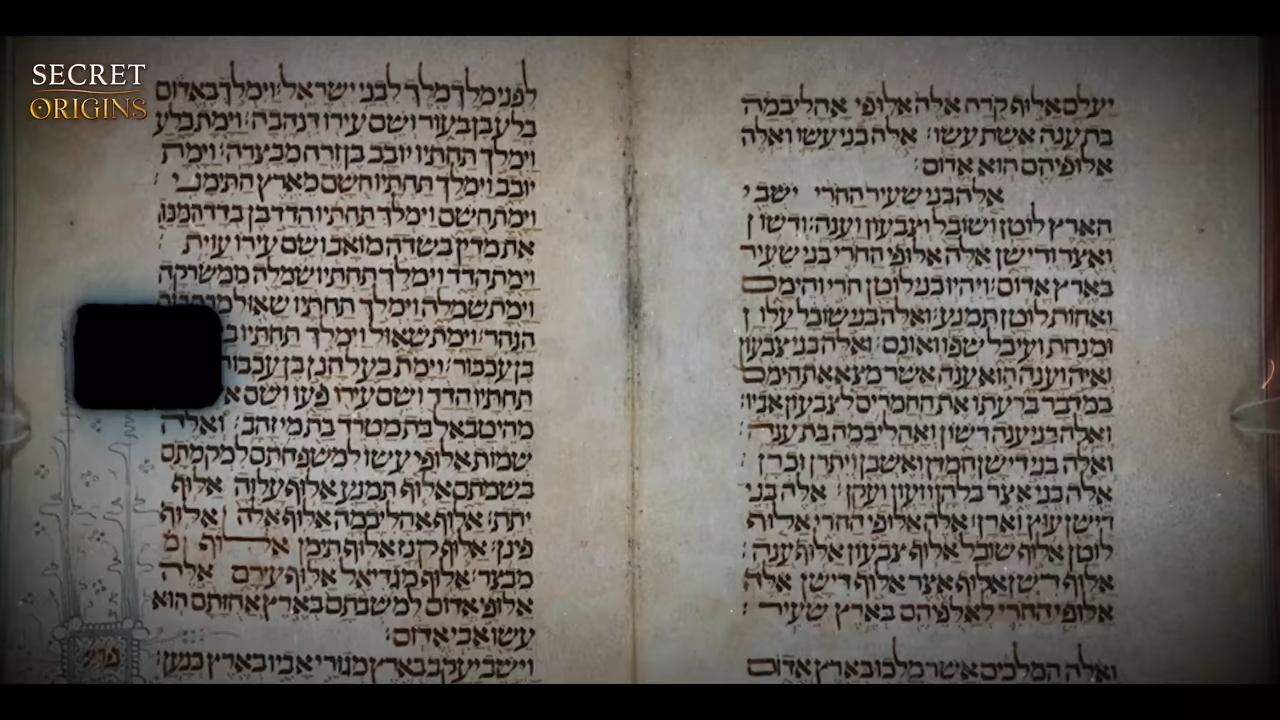 SECRET
ORIGINS
יעלם אלוף קרח אלה אלופי אהליבמה
בת ענה אשת עשו׃ אלה בני עשו ואלה
אלופיהם הוא אדום׃
אלה בני שעיר החרי ישבי
הארץ לוטן ושובל וצבעון וענה׃ ודשון
ואצר ודישן אלה אלופי החרי בני שעיר
בארץ אדום׃ ויהיו בני לוטן חרי והימם
ואחות לוטן תמנע׃ ואלה בני שובל עלון
ומנחת ועיבל שפו ואונם׃ ואלה בני צבעון
ואיה וענה הוא ענה אשר מצא את הימם
במדבר ברעתו את החמרים לצבעון אביו׃
ואלה בני ענה דשון ואהליבמה בת ענה׃
ואלה בני דישן חמדן ואשבן ויתרן וכרן׃
אלה בני אצר בלהן וזעון ועקן׃ אלה בני
דישן עוץ וארן׃ אלה אלופי החרי אלוף
לוטן אלוף שובל אלוף צבעון אלוף ענה׃
אלוף דשן אלוף אצר אלוף דישן אלה
אלופי החרי לאלפיהם בארץ שעיר׃
ואלה המלכים אשר מלכו בארץ אדום
לפני מלך מלך לבני ישראל׃ וימלך באדום
בלע בן בעור ושם עירו דנהבה׃ וימת בלע
וימלך תחתיו יובב בן זרח מבצרה׃ וימת
יובב וימלך תחתיו חשם מארץ התימני׃
וימת חשם וימלך תחתיו הדד בן בדד המכה
את מדין בשדה מואב ושם עירו עוית׃
וימת הדד וימלך תחתיו שמלה ממשרקה
וימת שמלה וימלך תחתיו שאול
הנהר׃ וימת שאול וימלך תחתיו
בן עכבור׃ וימת בעל חנן בן עכבור
תחתיו הדר ושם עירו פעו ושם
מהיטבאל בת מטרד בת מי זהב׃ ואלה
שמות אלופי עשו למשפחתם למקמתם
בשמתם אלוף תמנע אלוף עלוה אלוף
יתת׃ אלוף אהליבמה אלוף אלה אלוף
פינן׃ אלוף קנז אלוף תימן אלוף
מבצר׃ אלוף מגדיאל אלוף עירם אלה
אלופי אדום למשבתם בארץ אחזתם הוא
עשו אבי אדום׃
וישב יעקב בארץ מגורי אביו בארץ כנען׃